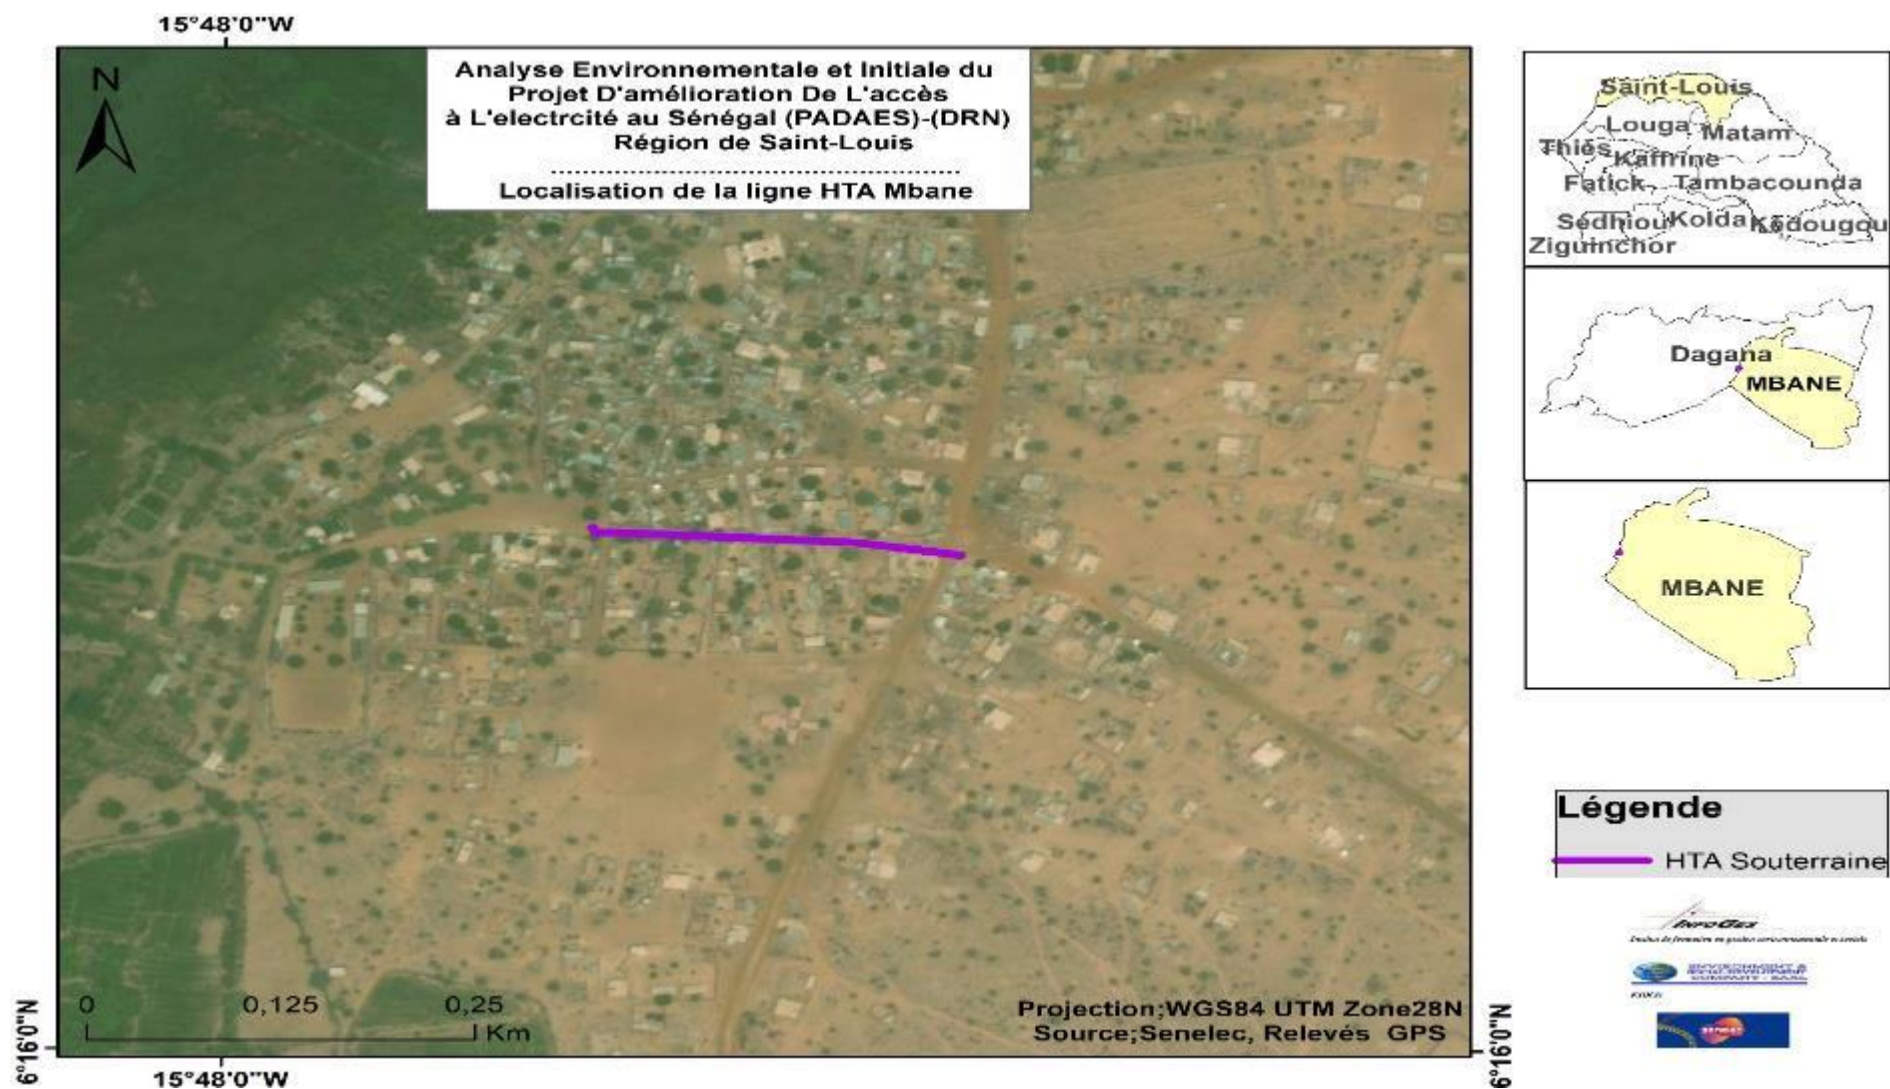 15°48'0"W
N
Analyse Environnementale et Initiale du
Projet D'amélioration De L'accès
à L'electrcité au Sénégal (PADAES)-(DRN)
Région de Saint-Louis
Localisation de la ligne HTA Mbane
Saint-Louis
Louga
Matam
Thiès
Kaffrine
Fatick
Tambacounda
Sédhiou
Kolda
Kédougou
Ziguinchor
Dagana
MBANE
MBANE
Légende
HTA Souterraine
0 0,125 0,25
Km
Projection;WGS84 UTM Zone28N
Source;Senelec, Relevés GPS
6°16'0"N
6°16'0"N
15°48'0"W